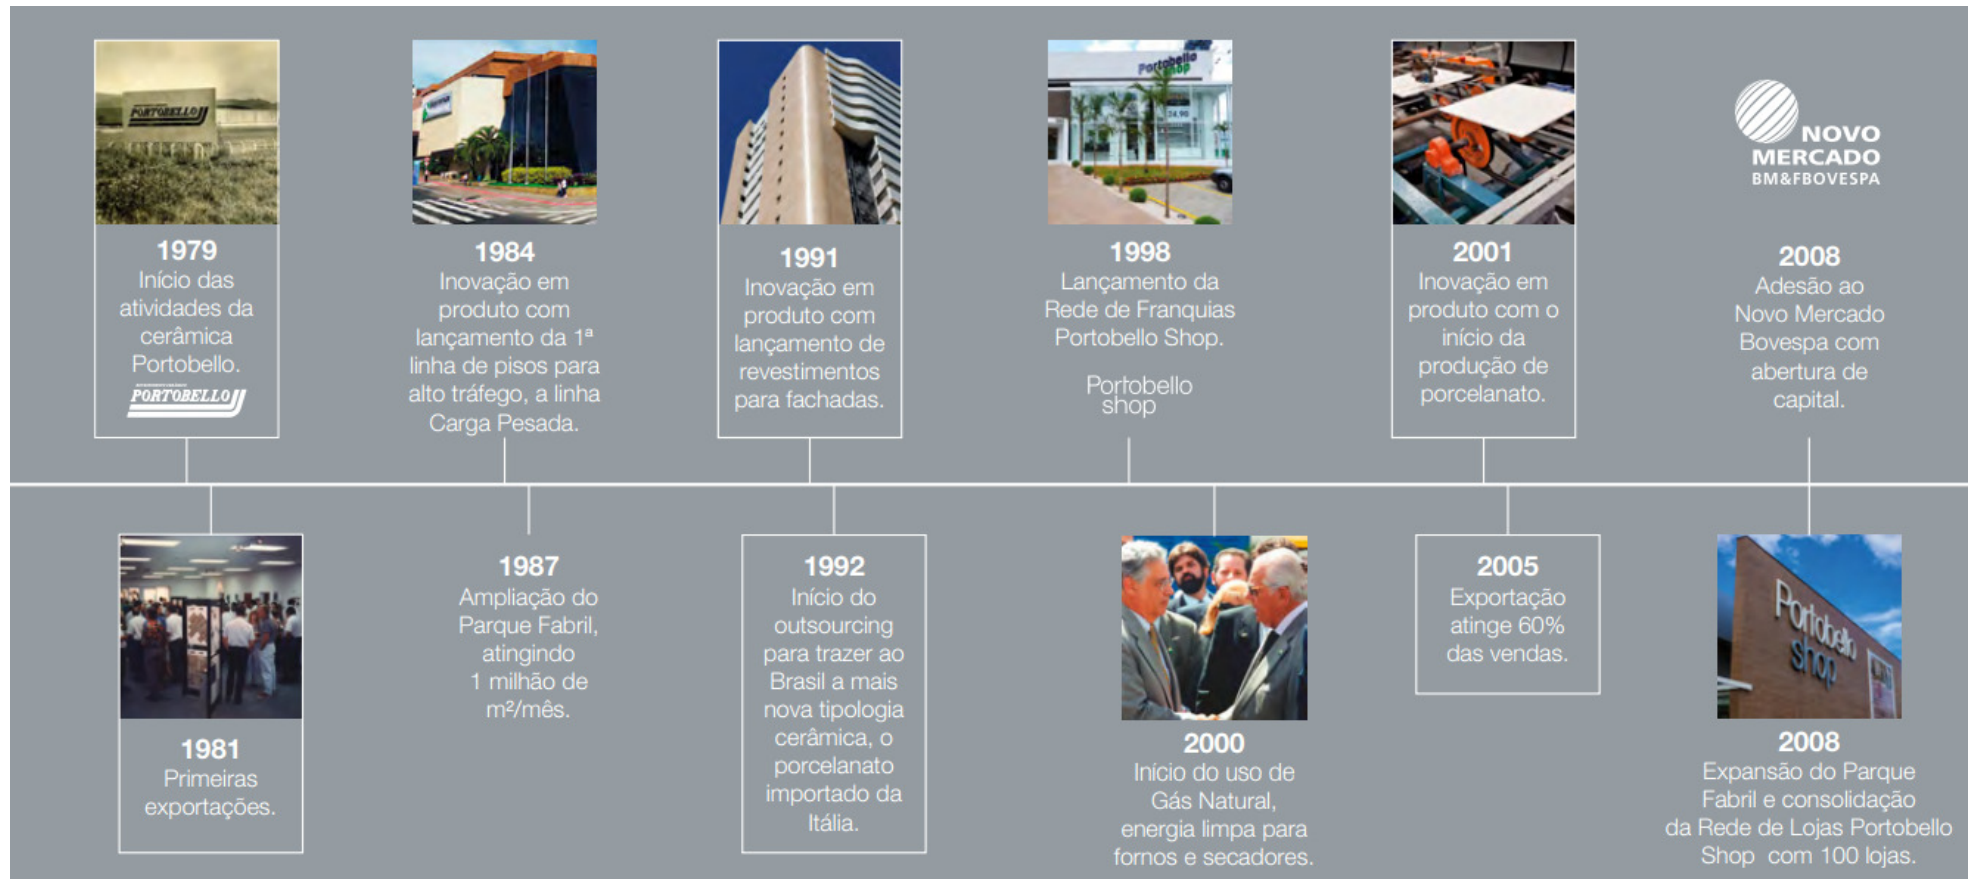 PORTOBELLO
1979
Início das
atividades da
cerâmica
Portobello.
PORTOBELLO
1984
Inovação em
produto com
lançamento da 1ª
linha de pisos para
alto tráfego, a linha
Carga Pesada.
1991
Inovação em
produto com
lançamento de
revestimentos
para fachadas.
Portobello
shop
24,90
1998
Lançamento da
Rede de Franquias
Portobello Shop.
Portobello
shop
2001
Inovação em
produto com o
início da
produção de
porcelanato.
NOVO
MERCADO
BM&FBOVESPA
2008
Adesão ao
Novo Mercado
Bovespa com
abertura de
capital.
1981
Primeiras
exportações.
1987
Ampliação do
Parque Fabril,
atingindo
1 milhão de
m²/mês.
1992
Início do
outsourcing
para trazer ao
Brasil a mais
nova tipologia
cerâmica, o
porcelanato
importado da
Itália.
2000
Início do uso de
Gás Natural,
energia limpa para
fornos e secadores.
2005
Exportação
atinge 60%
das vendas.
Portobello
shop
2008
Expansão do Parque
Fabril e consolidação
da Rede de Lojas Portobello
Shop com 100 lojas.